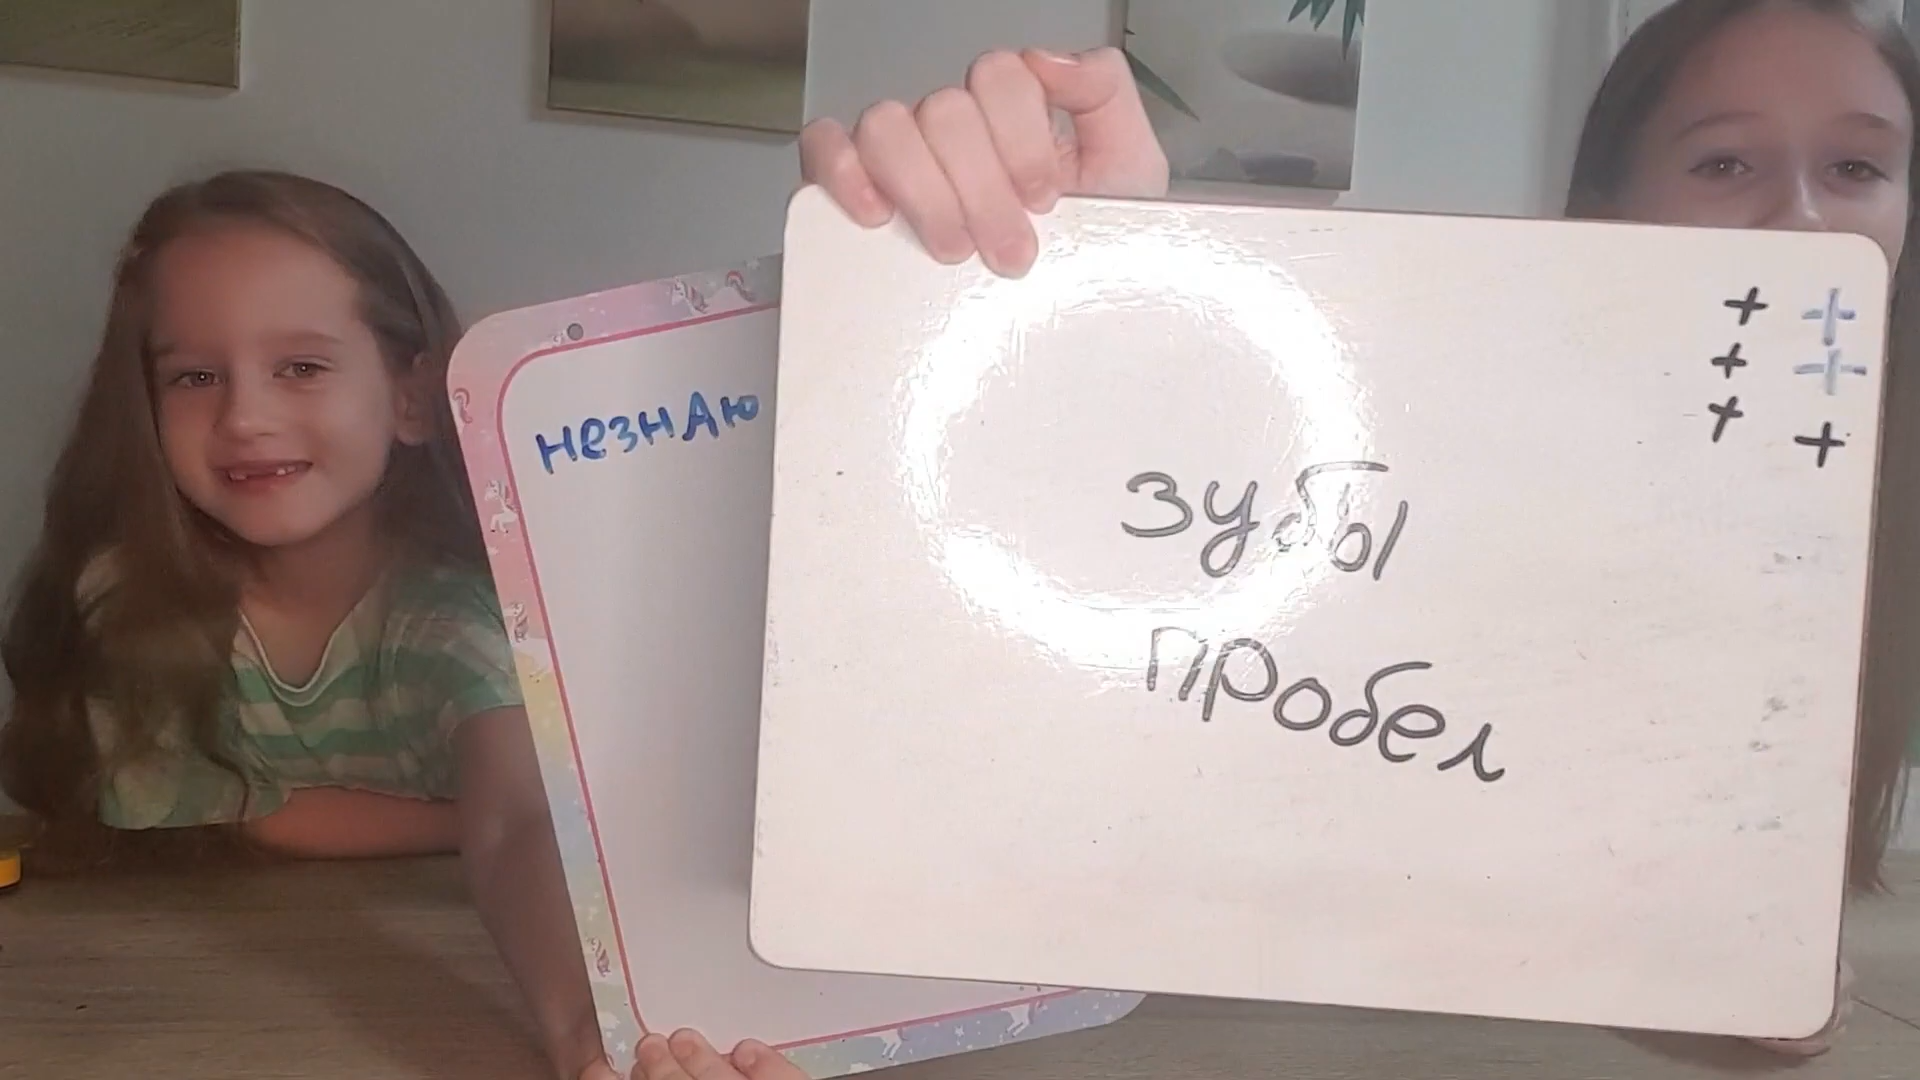 незнАю
+ +
+ +
+ +
зубы
пробел